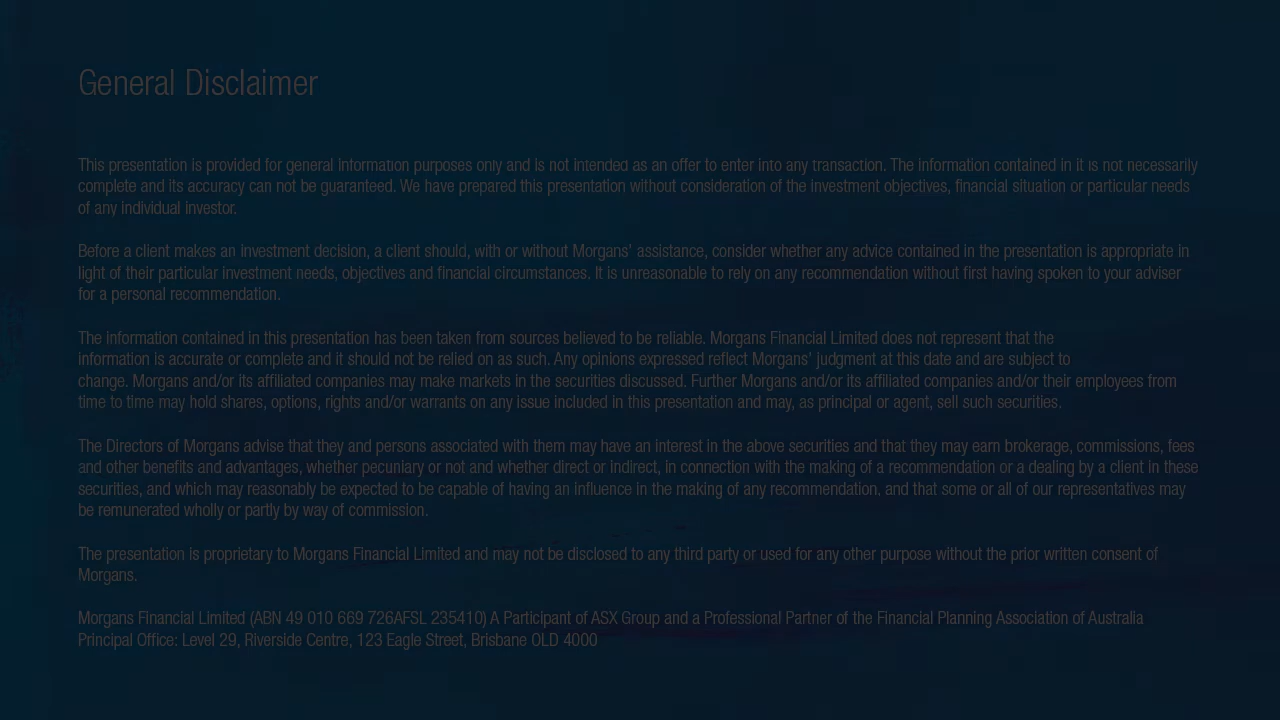 General Disclaimer
This presentation is provided for general information purposes only and is not intended as an offer to enter into any transaction. The information contained in it is not necessarily
complete and its accuracy can not be guaranteed. We have prepared this presentation without consideration of the investment objectives, financial situation or particular needs
of any individual investor.
Before a client makes an investment decision, a client should, with or without Morgans' assistance, consider whether any advice contained in the presentation is appropriate in
light of their particular investment needs, objectives and financial circumstances. It is unreasonable to rely on any recommendation without first having spoken to your adviser
for a personal recommendation.
The information contained in this presentation has been taken from sources believed to be reliable. Morgans Financial Limited does not represent that the
information is accurate or complete and it should not be relied on as such. Any opinions expressed reflect Morgans' judgment at this date and are subject to
change. Morgans and/or its affiliated companies may make markets in the securities discussed. Further Morgans and/or its affiliated companies and/or their employees from
time to time may hold shares, options, rights and/or warrants on any issue included in this presentation and may, as principal or agent, sell such securities.
The Directors of Morgans advise that they and persons associated with them may have an interest in the above securities and that they may earn brokerage, commissions, fees
and other benefits and advantages, whether pecuniary or not and whether direct or indirect, in connection with the making of a recommendation or a dealing by a client in these
securities, and which may reasonably be expected to be capable of having an influence in the making of any recommendation, and that some or all of our representatives may
be remunerated wholly or partly by way of commission.
The presentation is proprietary to Morgans Financial Limited and may not be disclosed to any third party or used for any other purpose without the prior written consent of
Morgans.
Morgans Financial Limited (ABN 49 010 669 726AFSL 235410) A Participant of ASX Group and a Professional Partner of the Financial Planning Association of Australia
Principal Office: Level 29, Riverside Centre, 123 Eagle Street, Brisbane QLD 4000